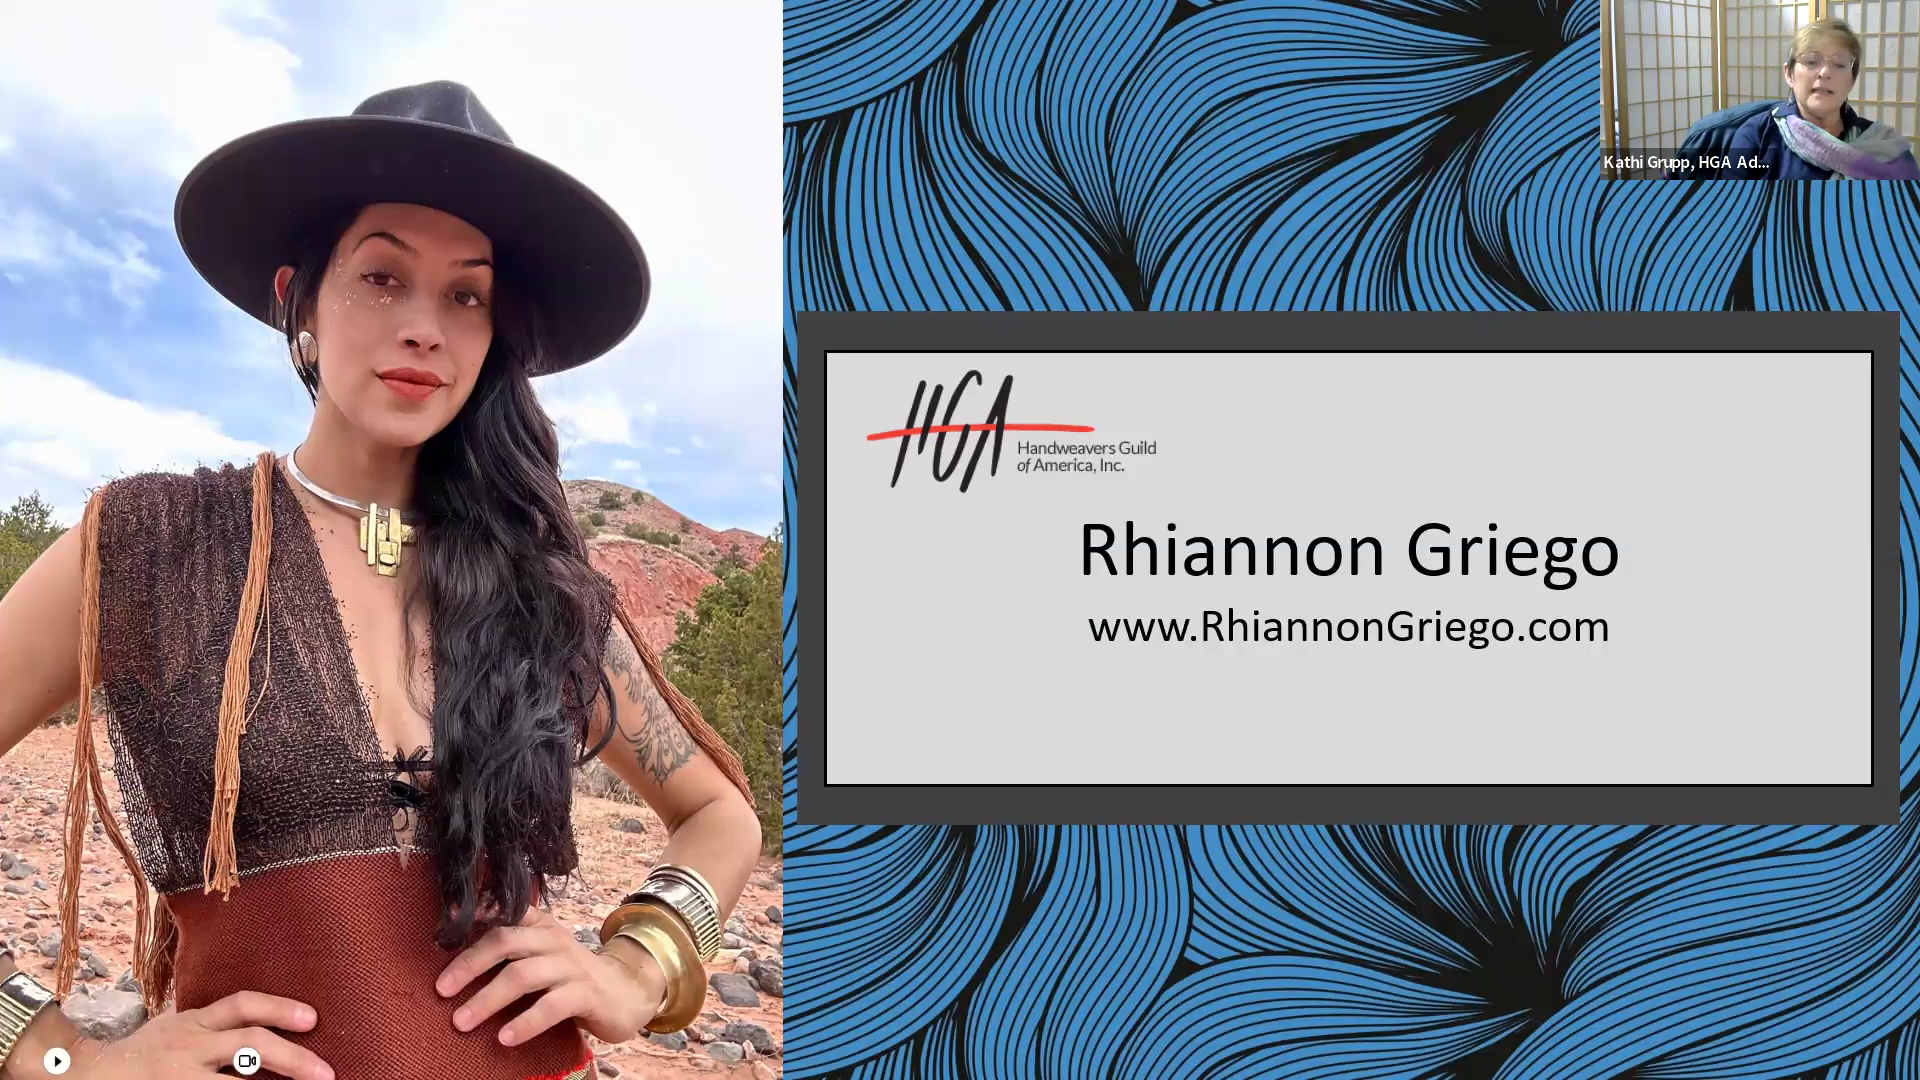 Kathi Grupp, HGA Ad...
HGA
Handweavers Guild
of America, Inc.
Rhiannon Griego
www.RhiannonGriego.com